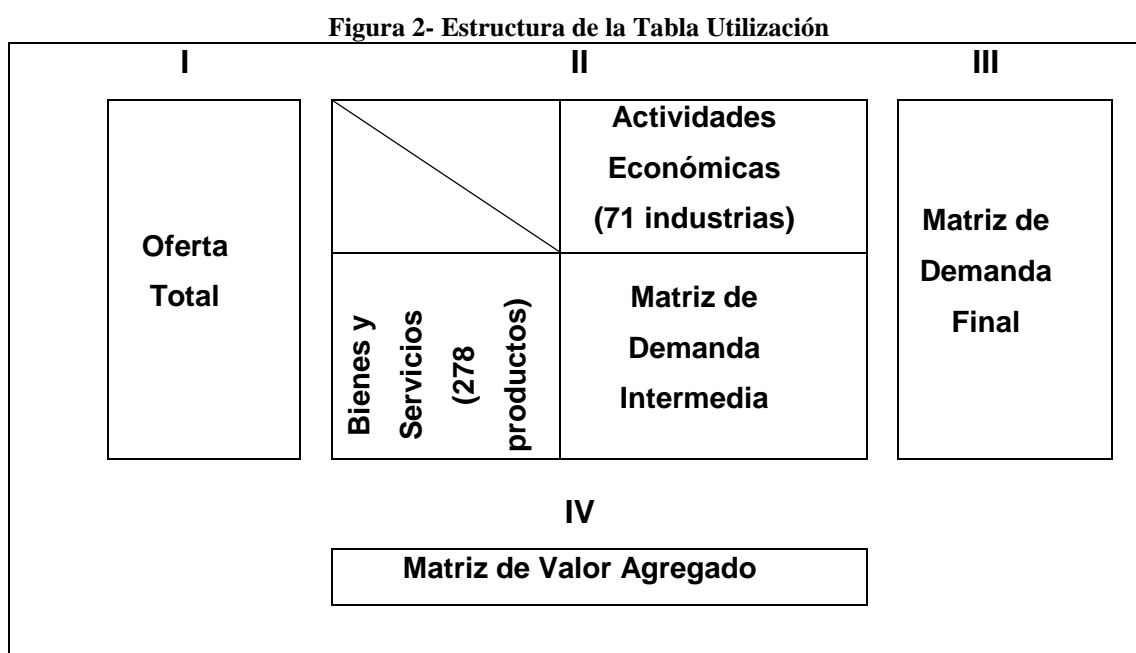 Figura 2- Estructura de la Tabla Utilización
I
II
III
Oferta
Total
Actividades
Económicas
(71 industrias)
Bienes y
Servicios
(278
productos)
Matriz de
Demanda
Intermedia
Matriz de
Demanda
Final
IV
Matriz de Valor Agregado